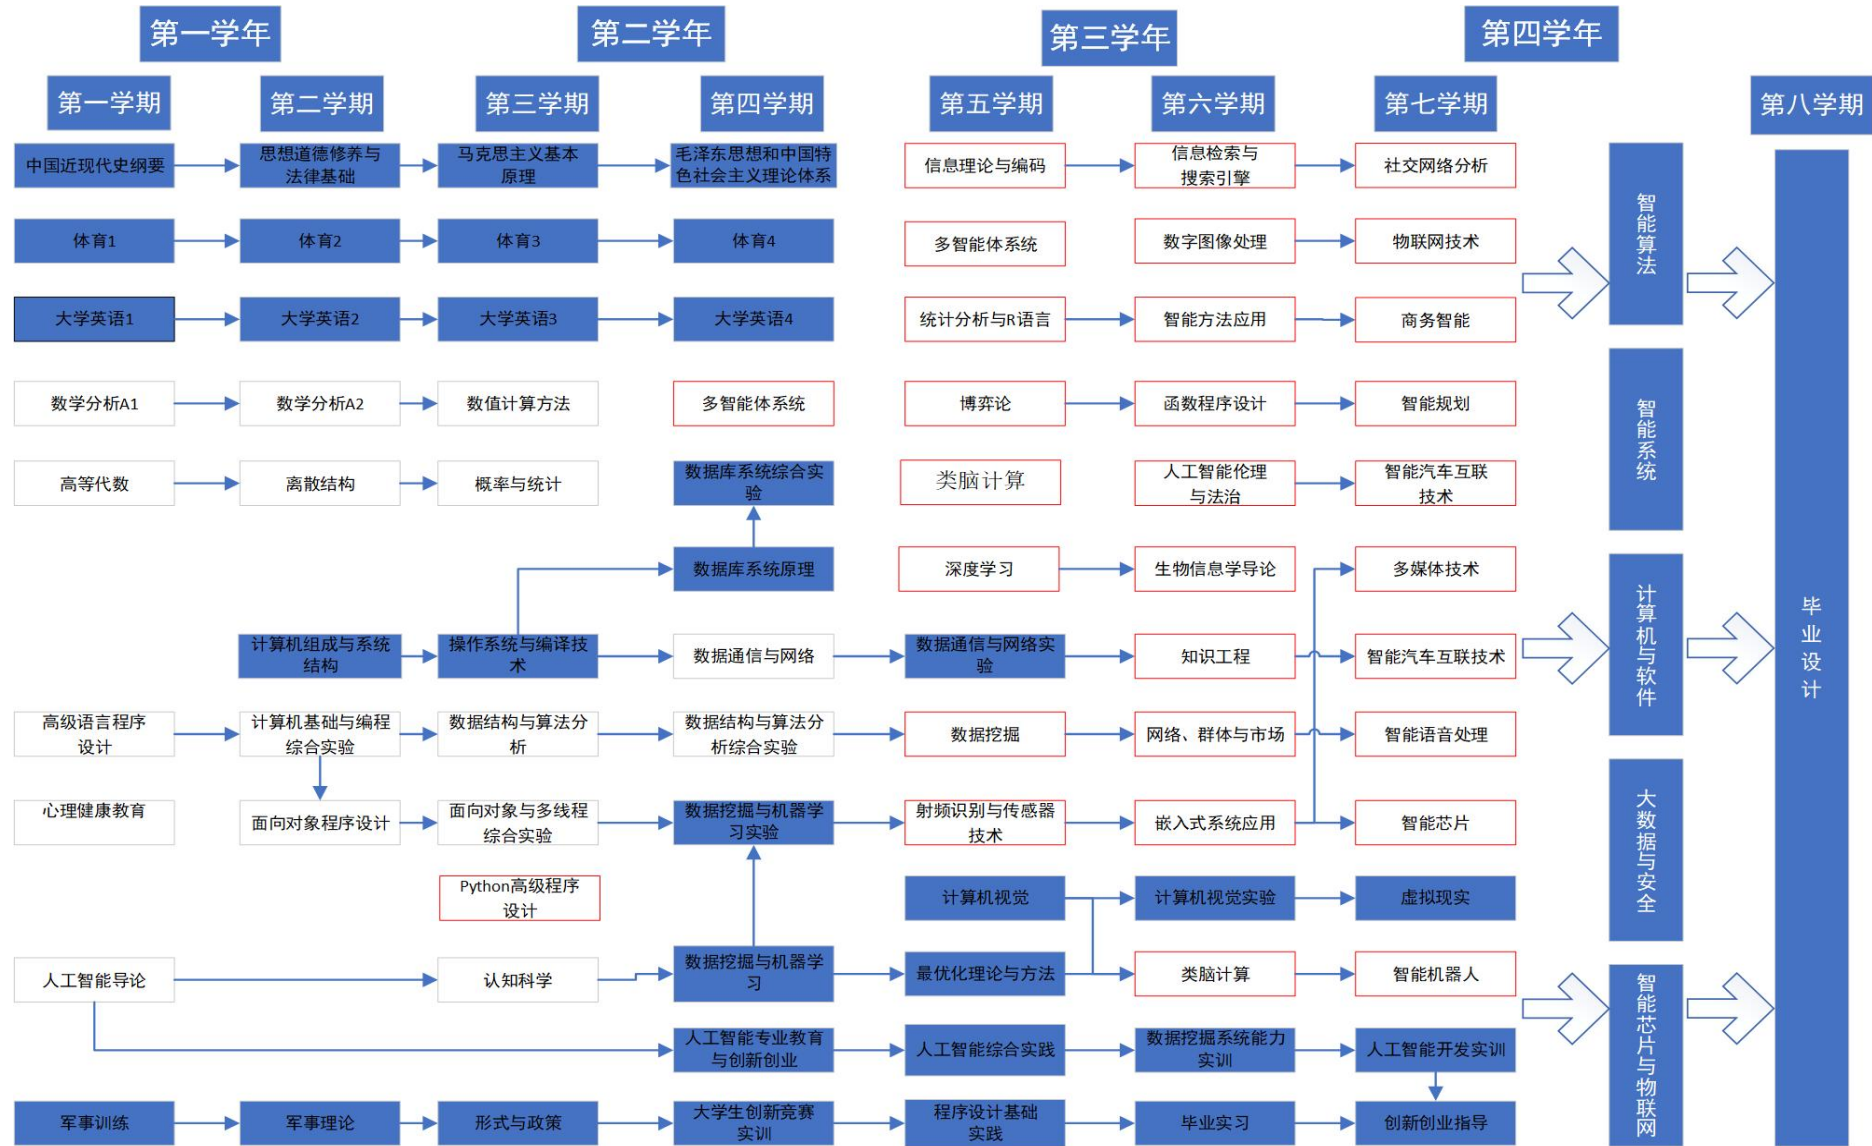 第一学年
第二学年
第三学年
第四学年
第一学期
第二学期
第三学期
第四学期
第五学期
第六学期
第七学期
第八学期
中国近现代史纲要
思想道德修养与
法律基础
马克思主义基本
原理
毛泽东思想和中国特
色社会主义理论体系
信息理论与编码
信息检索与
搜索引擎
社交网络分析
体育1
体育2
体育3
体育4
多智能体系统
数字图像处理
物联网技术
大学英语1
大学英语2
大学英语3
大学英语4
统计分析与R语言
智能方法应用
商务智能
数学分析A1
数学分析A2
数值计算方法
多智能体系统
博弈论
函数程序设计
智能规划
高等代数
离散结构
概率与统计
数据库系统综合实
验
类脑计算
人工智能伦理
与法治
智能汽车互联
技术
数据库系统原理
深度学习
生物信息学导论
多媒体技术
计算机组成与系统
结构
操作系统与编译技
术
数据通信与网络
数据通信与网络实
验
知识工程
智能汽车互联技术
高级语言程序
设计
计算机基础与编程
综合实验
数据结构与算法分
析
数据结构与算法分
析综合实验
数据挖掘
网络、群体与市场
智能语音处理
心理健康教育
面向对象程序设计
面向对象与多线程
综合实验
数据挖掘与机器学
习实验
射频识别与传感器
技术
嵌入式系统应用
智能芯片
Python高级程序
设计
计算机视觉
计算机视觉实验
虚拟现实
人工智能导论
认知科学
数据挖掘与机器学
习
最优化理论与方法
类脑计算
智能机器人
人工智能专业教育
与创新创业
人工智能综合实践
数据挖掘系统能力
实训
人工智能开发实训
军事训练
军事理论
形式与政策
大学生创新竞赛
实训
程序设计基础
实践
毕业实习
创新创业指导
智能算法
智能系统
计算机与软件
大数据与安全
智能芯片与物联网
毕业设计